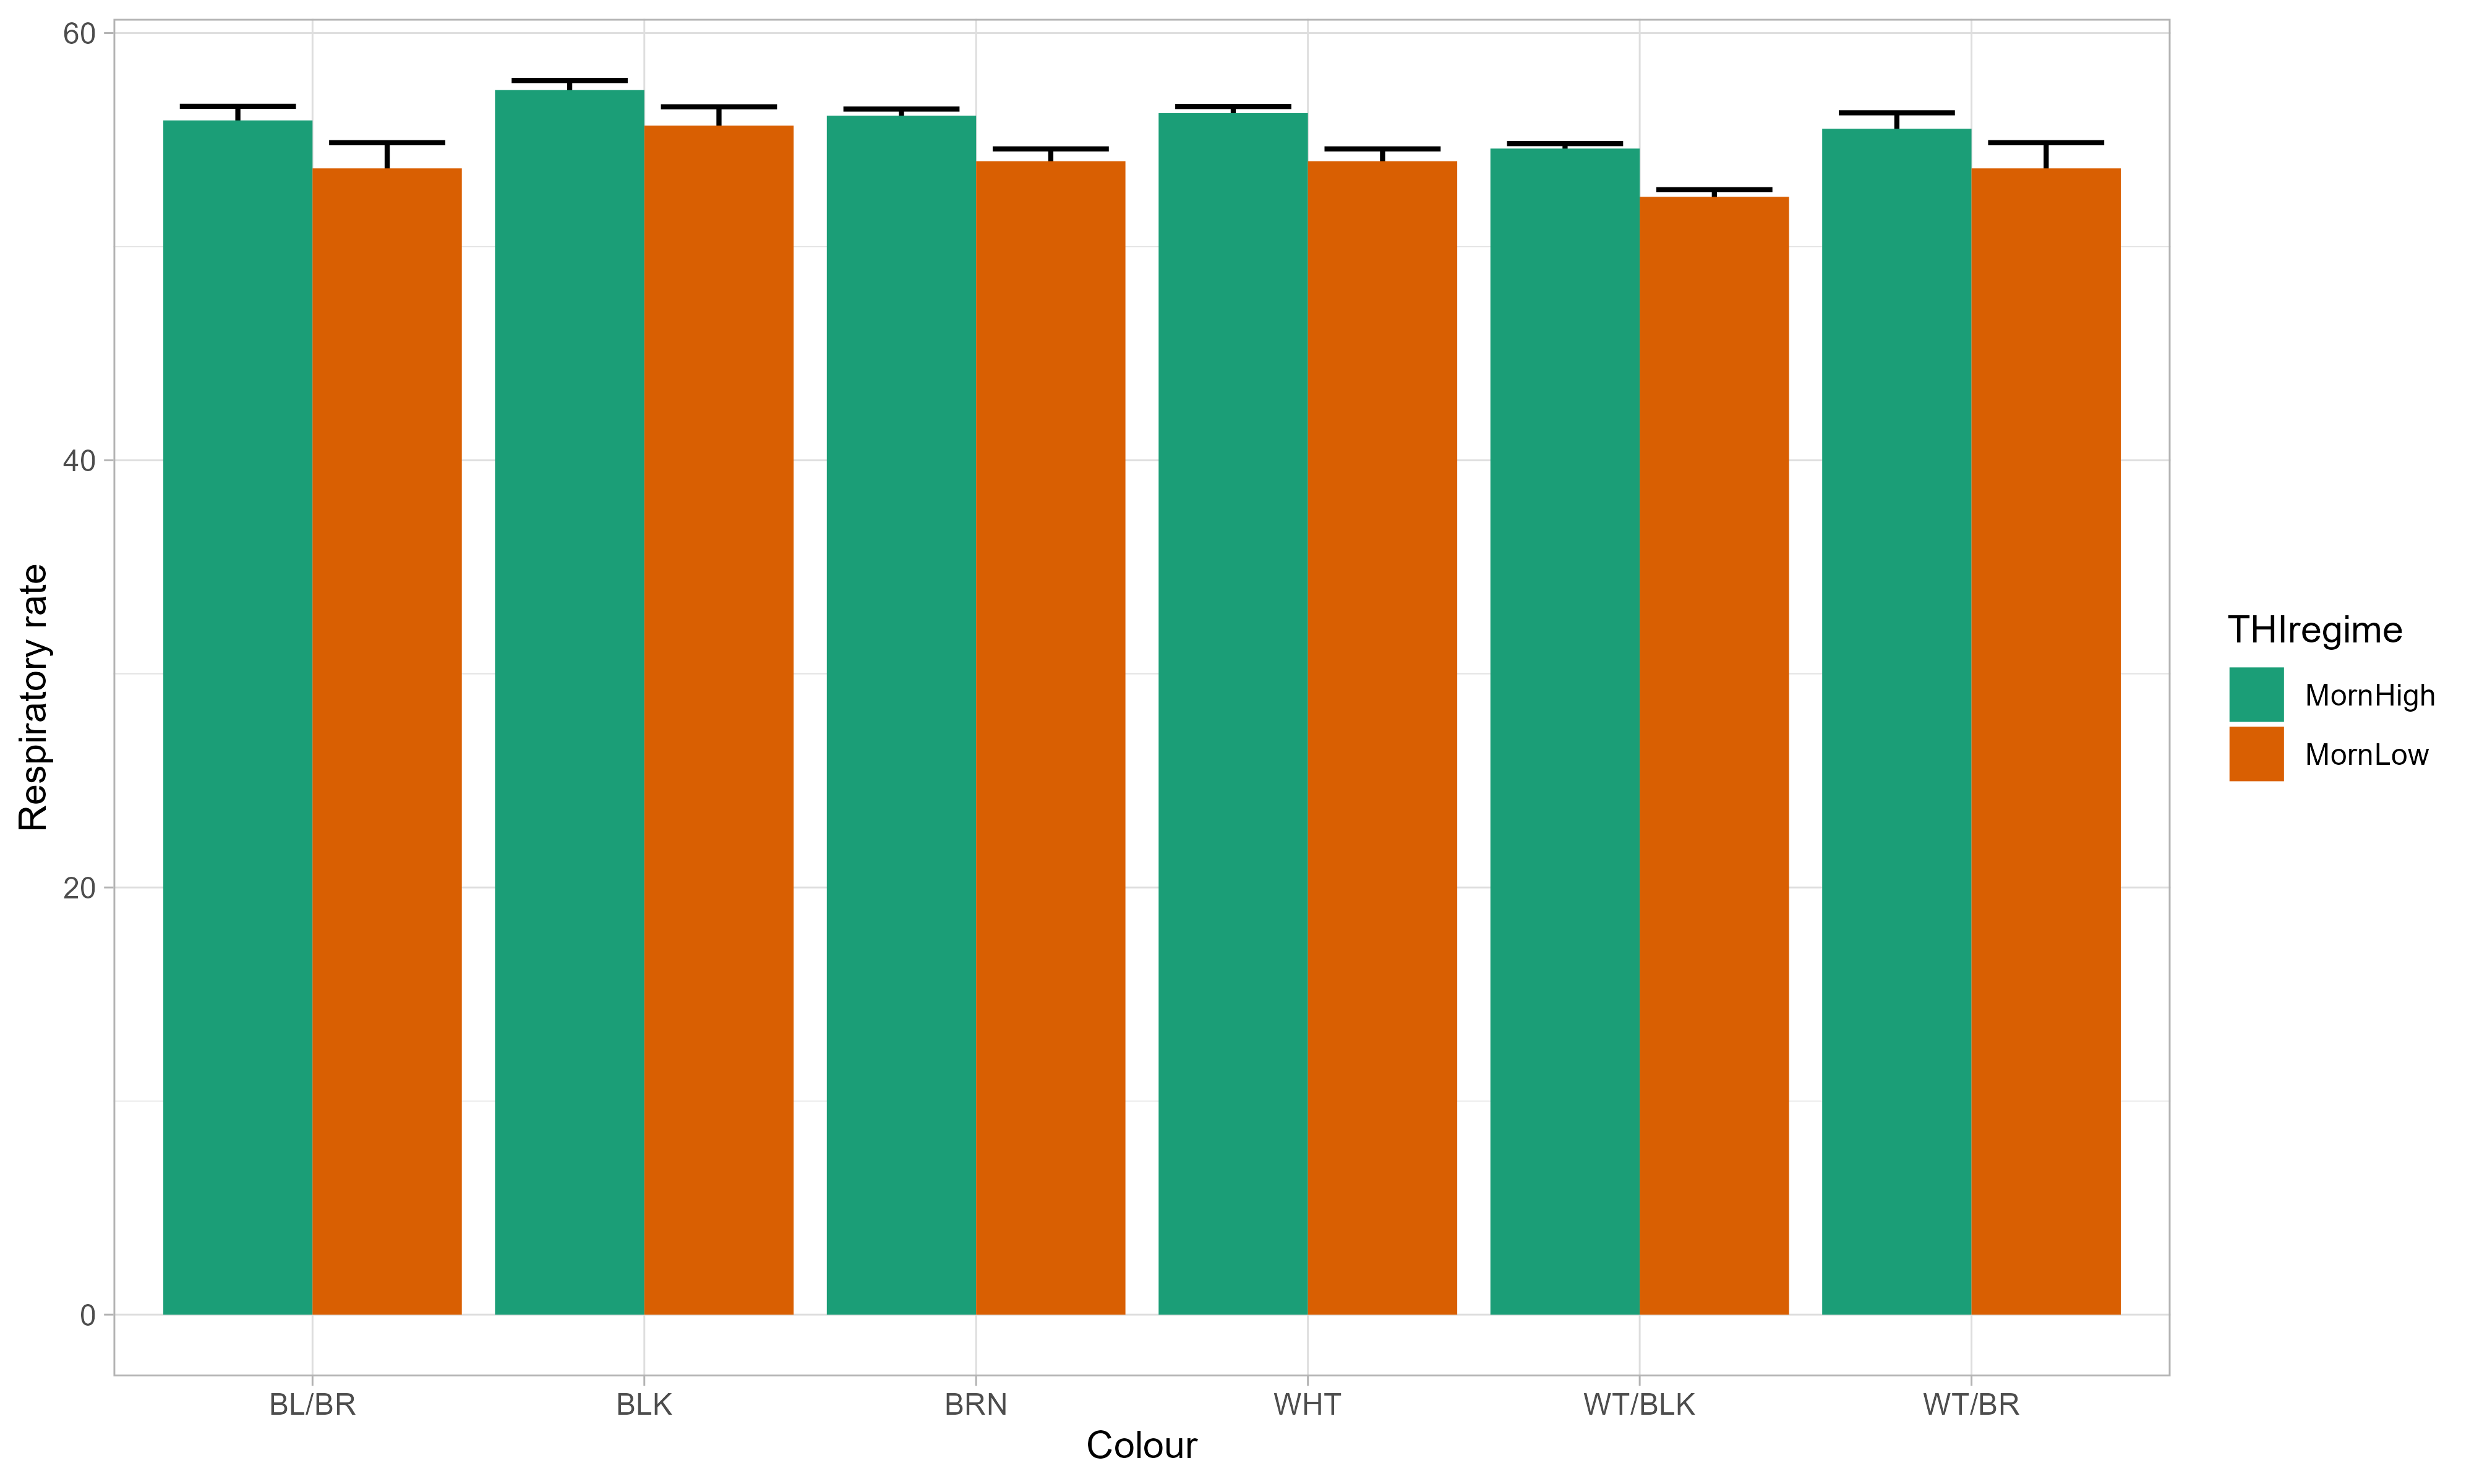 60
40
20
0
Respiratory rate
BL/BR
BLK
BRN
WHT
WT/BLK
WT/BR
Colour
THIregime
MornHigh
MornLow